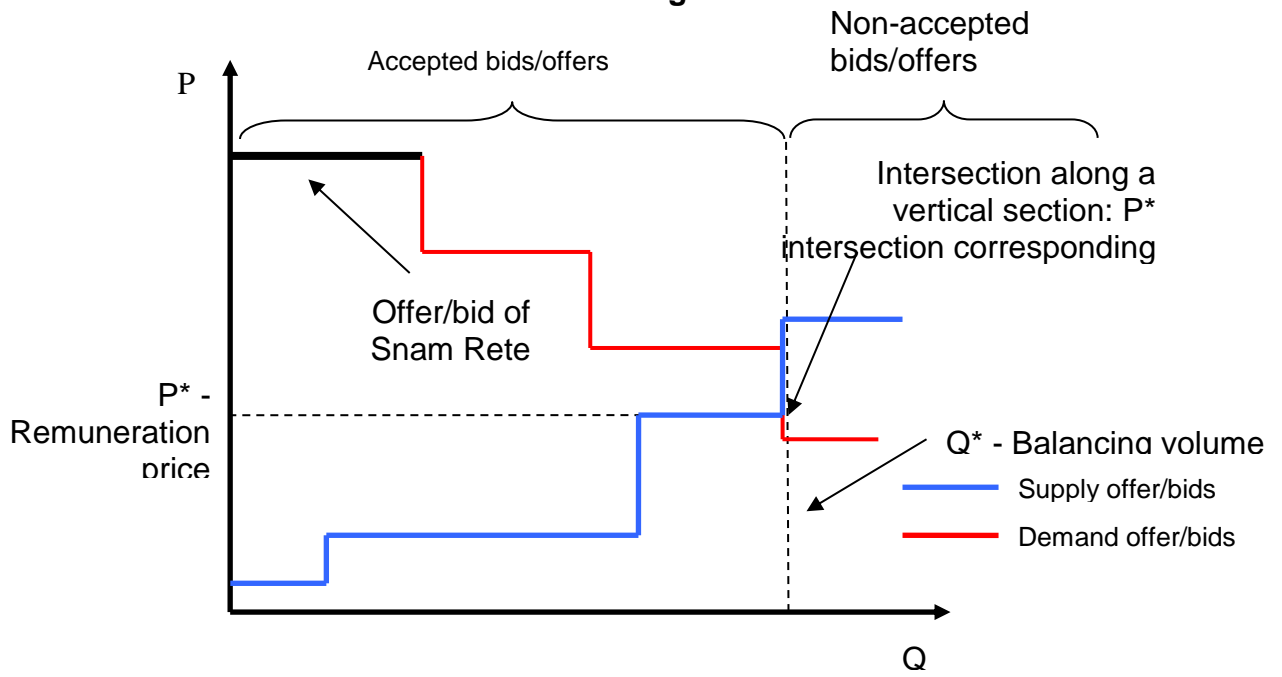 g
Non-accepted
bids/offers
Accepted bids/offers
P
Intersection along a
vertical section: P*
intersection corresponding
Offer/bid of
Snam Rete
P* -
Remuneration
price
Q* - Balancing volume
Supply offer/bids
Demand offer/bids
Q